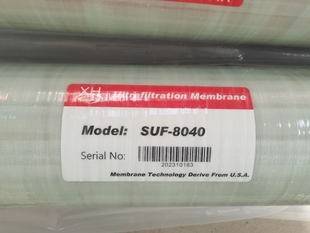 XH
Ultrafiltration Membrane
Model: SUF-8040
Serial No:
202310183
Membrane Technology Derive From U.S.A.